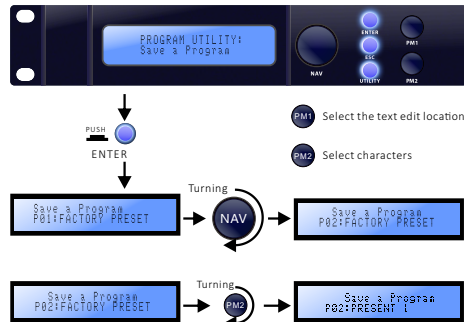 PROGRAM UTILITY:
Save a Program
ENTER
ESC
UTILITY
NAV
PM1
PM2
PM1 Select the text edit location
PM2 Select characters
PUSH
ENTER
Turning
Save a Program
P01:FACTORY PRESET
NAV
Save a Program
P02:FACTORY PRESET
Turning
Save a Program
P02:FACTORY PRESET
PM2
Save a Program
P02:PRESENT [